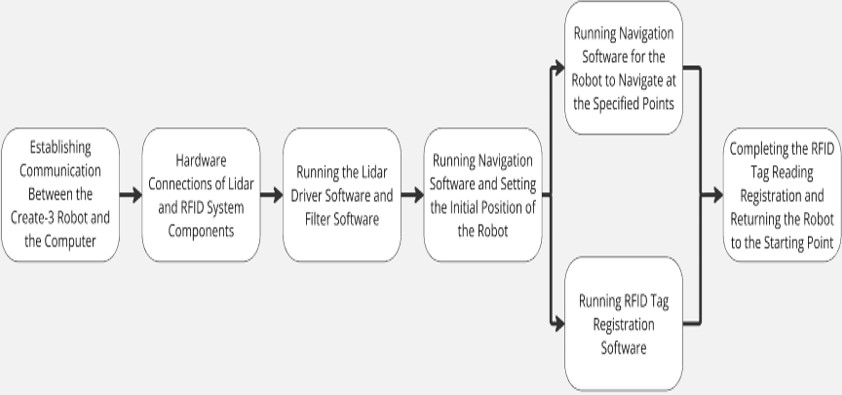 Establishing
Communication
Between the
Create-3 Robot and
the Computer
Hardware
Connections of Lidar
and RFID System
Components
Running the Lidar
Driver Software and
Filter Software
Running Navigation
Software and Setting
the Initial Position of
the Robot
Running Navigation
Software for the
Robot to Navigate at
the Specified Points
Running RFID Tag
Registration
Software
Completing the RFID
Tag Reading
Registration and
Returning the Robot
to the Starting Point